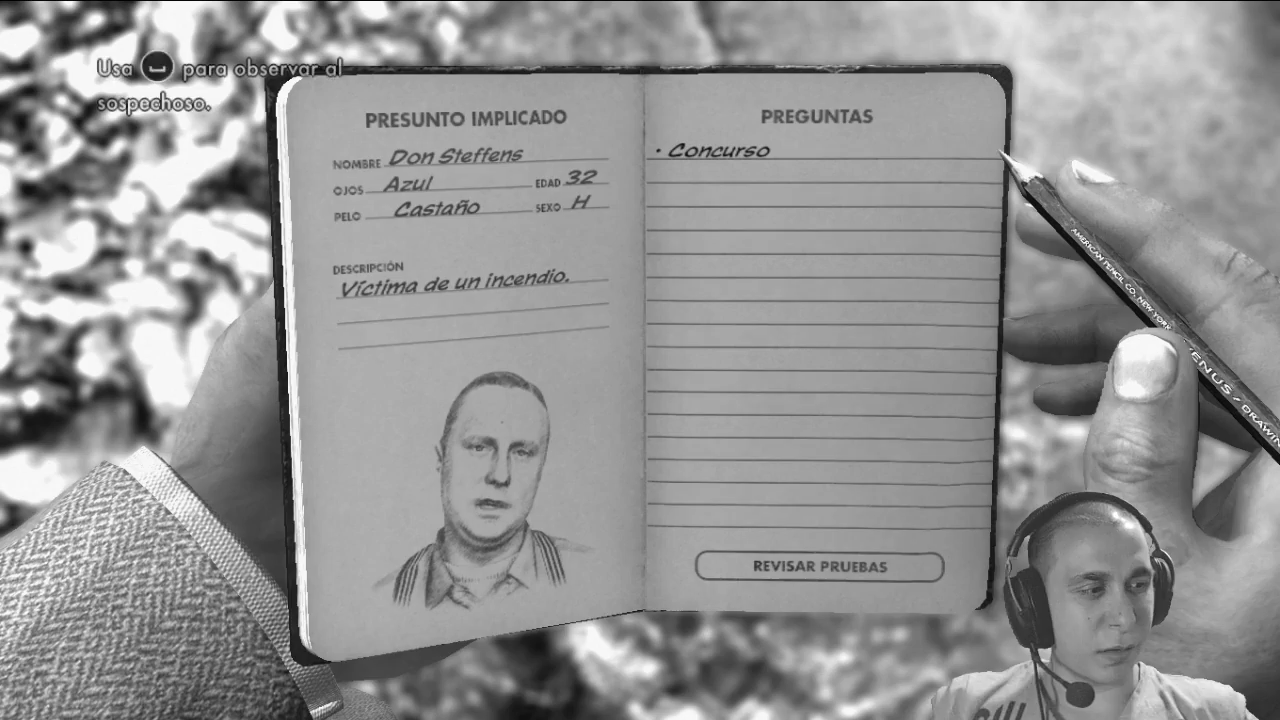 Usa para observar al
sospechoso.
PRESUNTO IMPLICADO
NOMBRE Don Steffens
OJOS Azul EDAD 32
PELO Castaño SEXO H
DESCRIPCIÓN
Víctima de un incendio.
PREGUNTAS
• Concurso
REVISAR PRUEBAS
AMERICAN PENCIL CO. NEW YORK
VENUS / DRAWIN